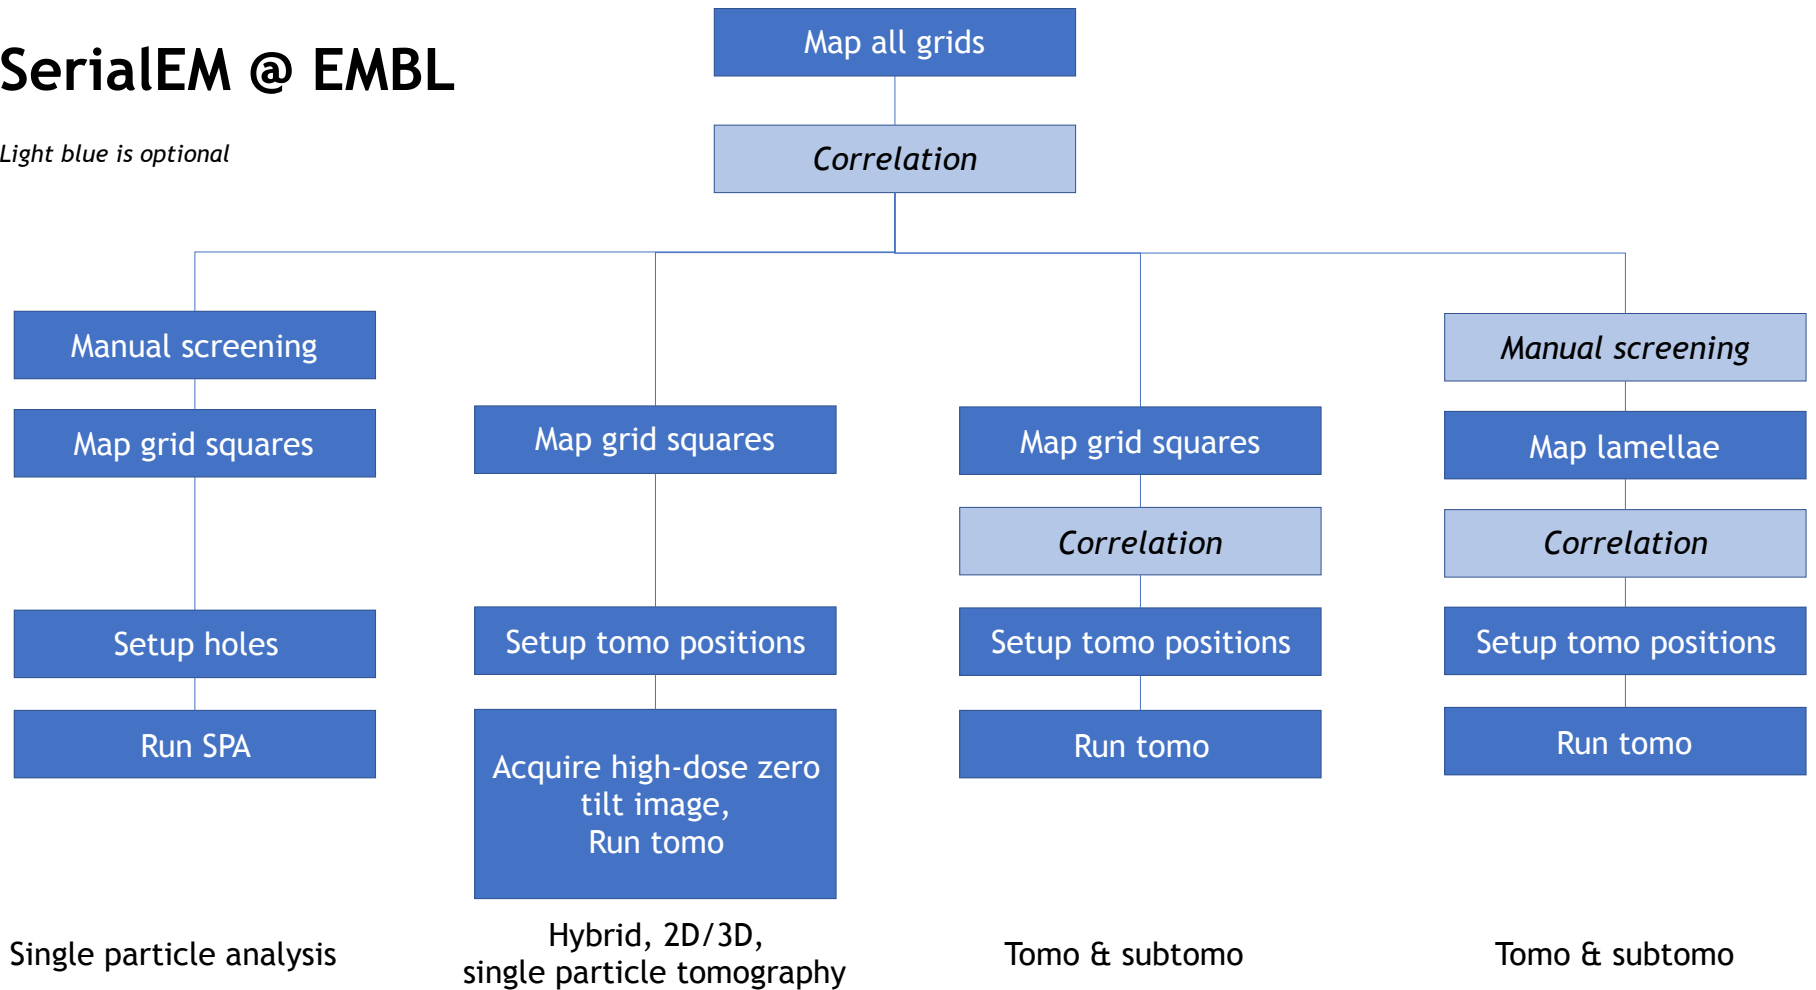 SerialEM @ EMBL
Light blue is optional
Map all grids
Correlation
Manual screening
Map grid squares
Setup holes
Run SPA
Single particle analysis
Map grid squares
Setup tomo positions
Acquire high-dose zero
tilt image,
Run tomo
Hybrid, 2D/3D,
single particle tomography
Map grid squares
Correlation
Setup tomo positions
Run tomo
Tomo & subtomo
Manual screening
Map lamellae
Correlation
Setup tomo positions
Run tomo
Tomo & subtomo